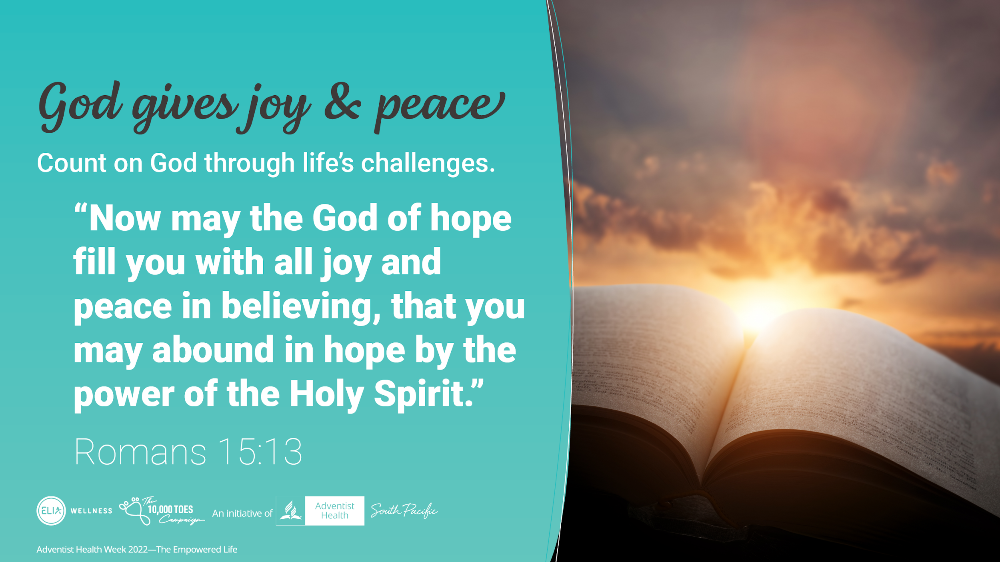 God gives joy & peace
Count on God through life’s challenges.
“Now may the God of hope
fill you with all joy and
peace in believing, that you
may abound in hope by the
power of the Holy Spirit.”
Romans 15:13
ELIA WELLNESS
The
10,000 TOES
Campaign
An initiative of
Adventist
Health
South Pacific
Adventist Health Week 2022—The Empowered Life